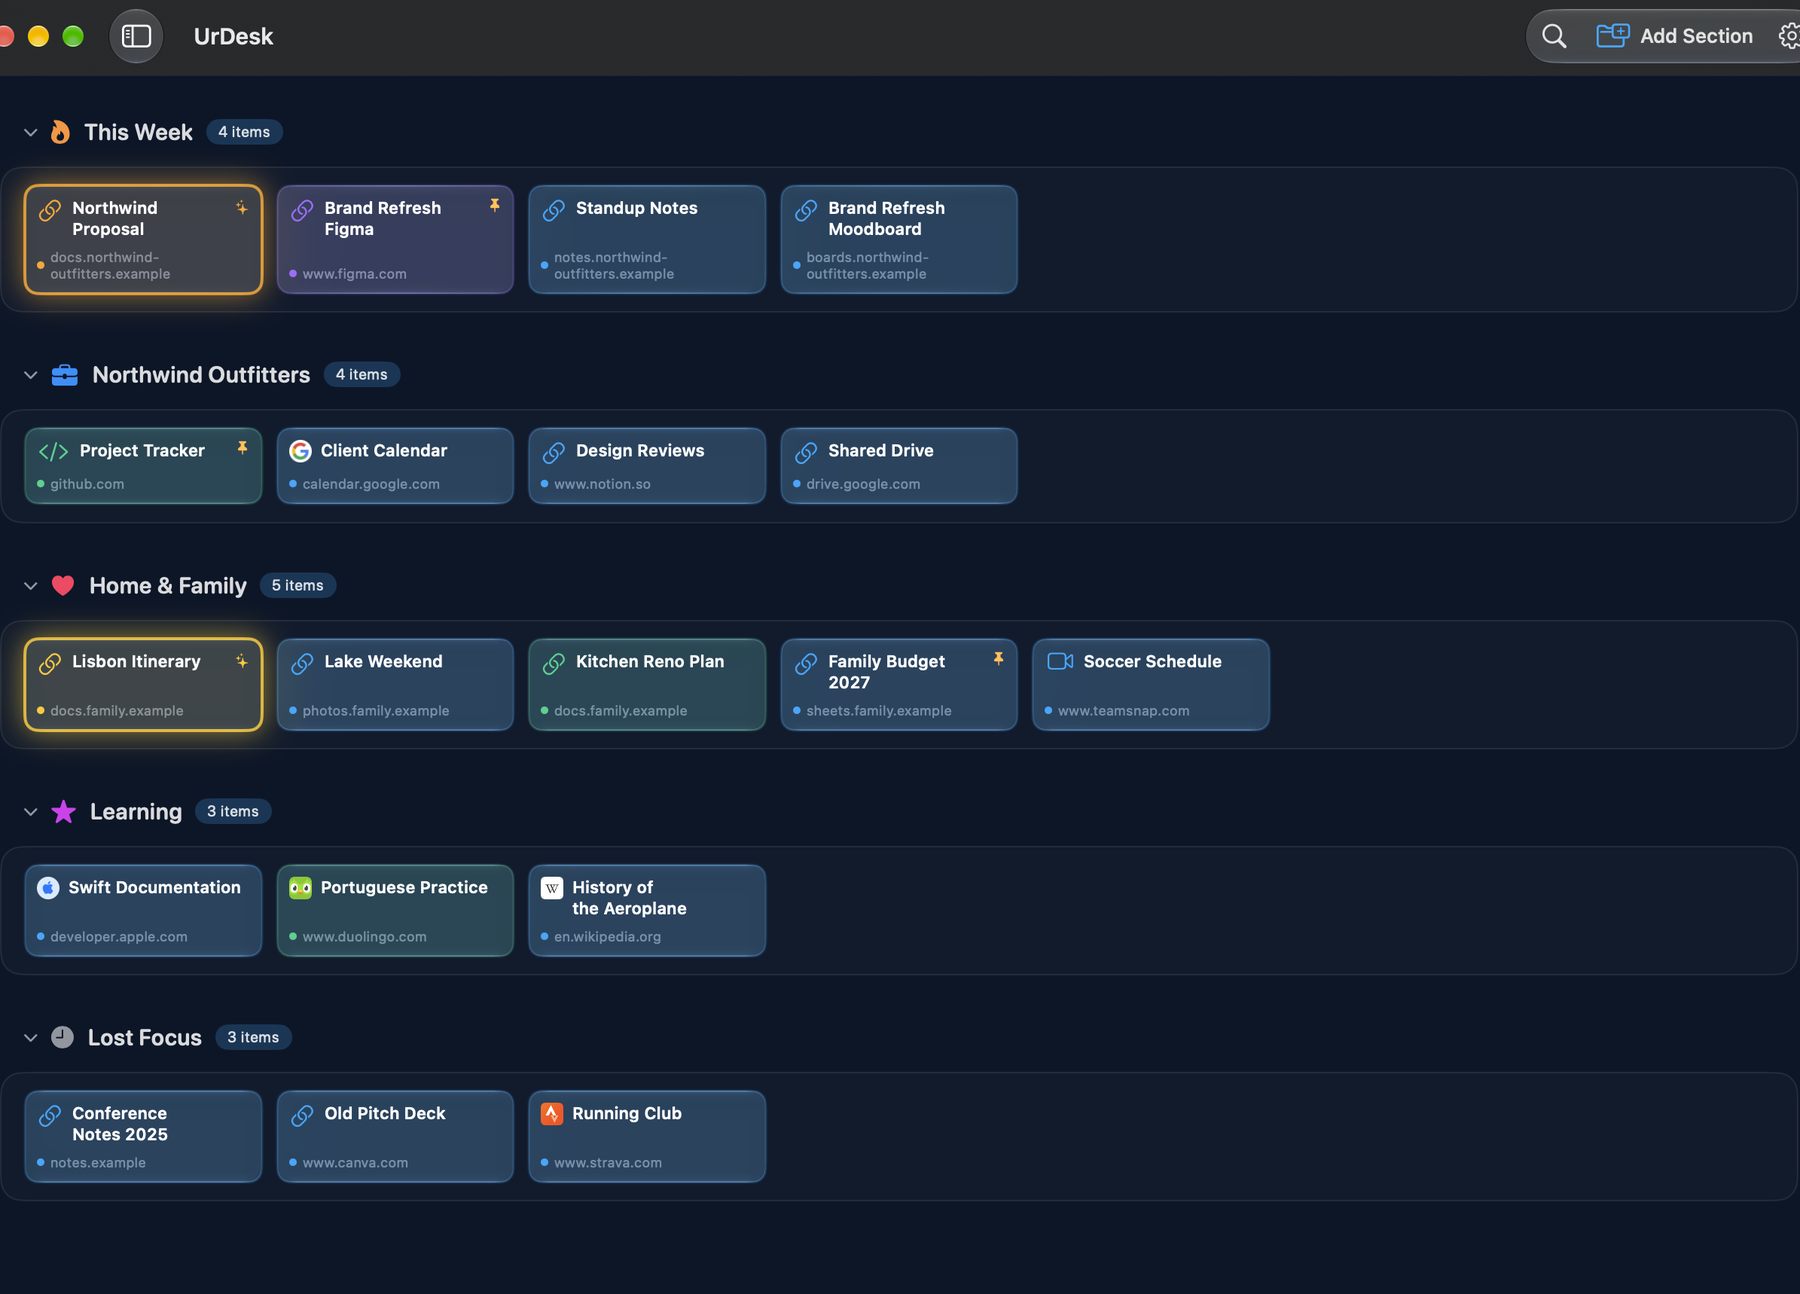 UrDesk
Add Section
This Week
4 items
Northwind
Proposal
docs.northwind-
outfitters.example
Brand Refresh
Figma
www.figma.com
Standup Notes
notes.northwind-
outfitters.example
Brand Refresh
Moodboard
boards.northwind-
outfitters.example
Northwind Outfitters
4 items
Project Tracker
github.com
Client Calendar
calendar.google.com
Design Reviews
www.notion.so
Shared Drive
drive.google.com
Home & Family
5 items
Lisbon Itinerary
docs.family.example
Lake Weekend
photos.family.example
Kitchen Reno Plan
docs.family.example
Family Budget
2027
sheets.family.example
Soccer Schedule
www.teamsnap.com
Learning
3 items
Swift Documentation
developer.apple.com
Portuguese Practice
www.duolingo.com
W
History of
the Aeroplane
en.wikipedia.org
Lost Focus
3 items
Conference
Notes 2025
notes.example
Old Pitch Deck
www.canva.com
Running Club
www.strava.com